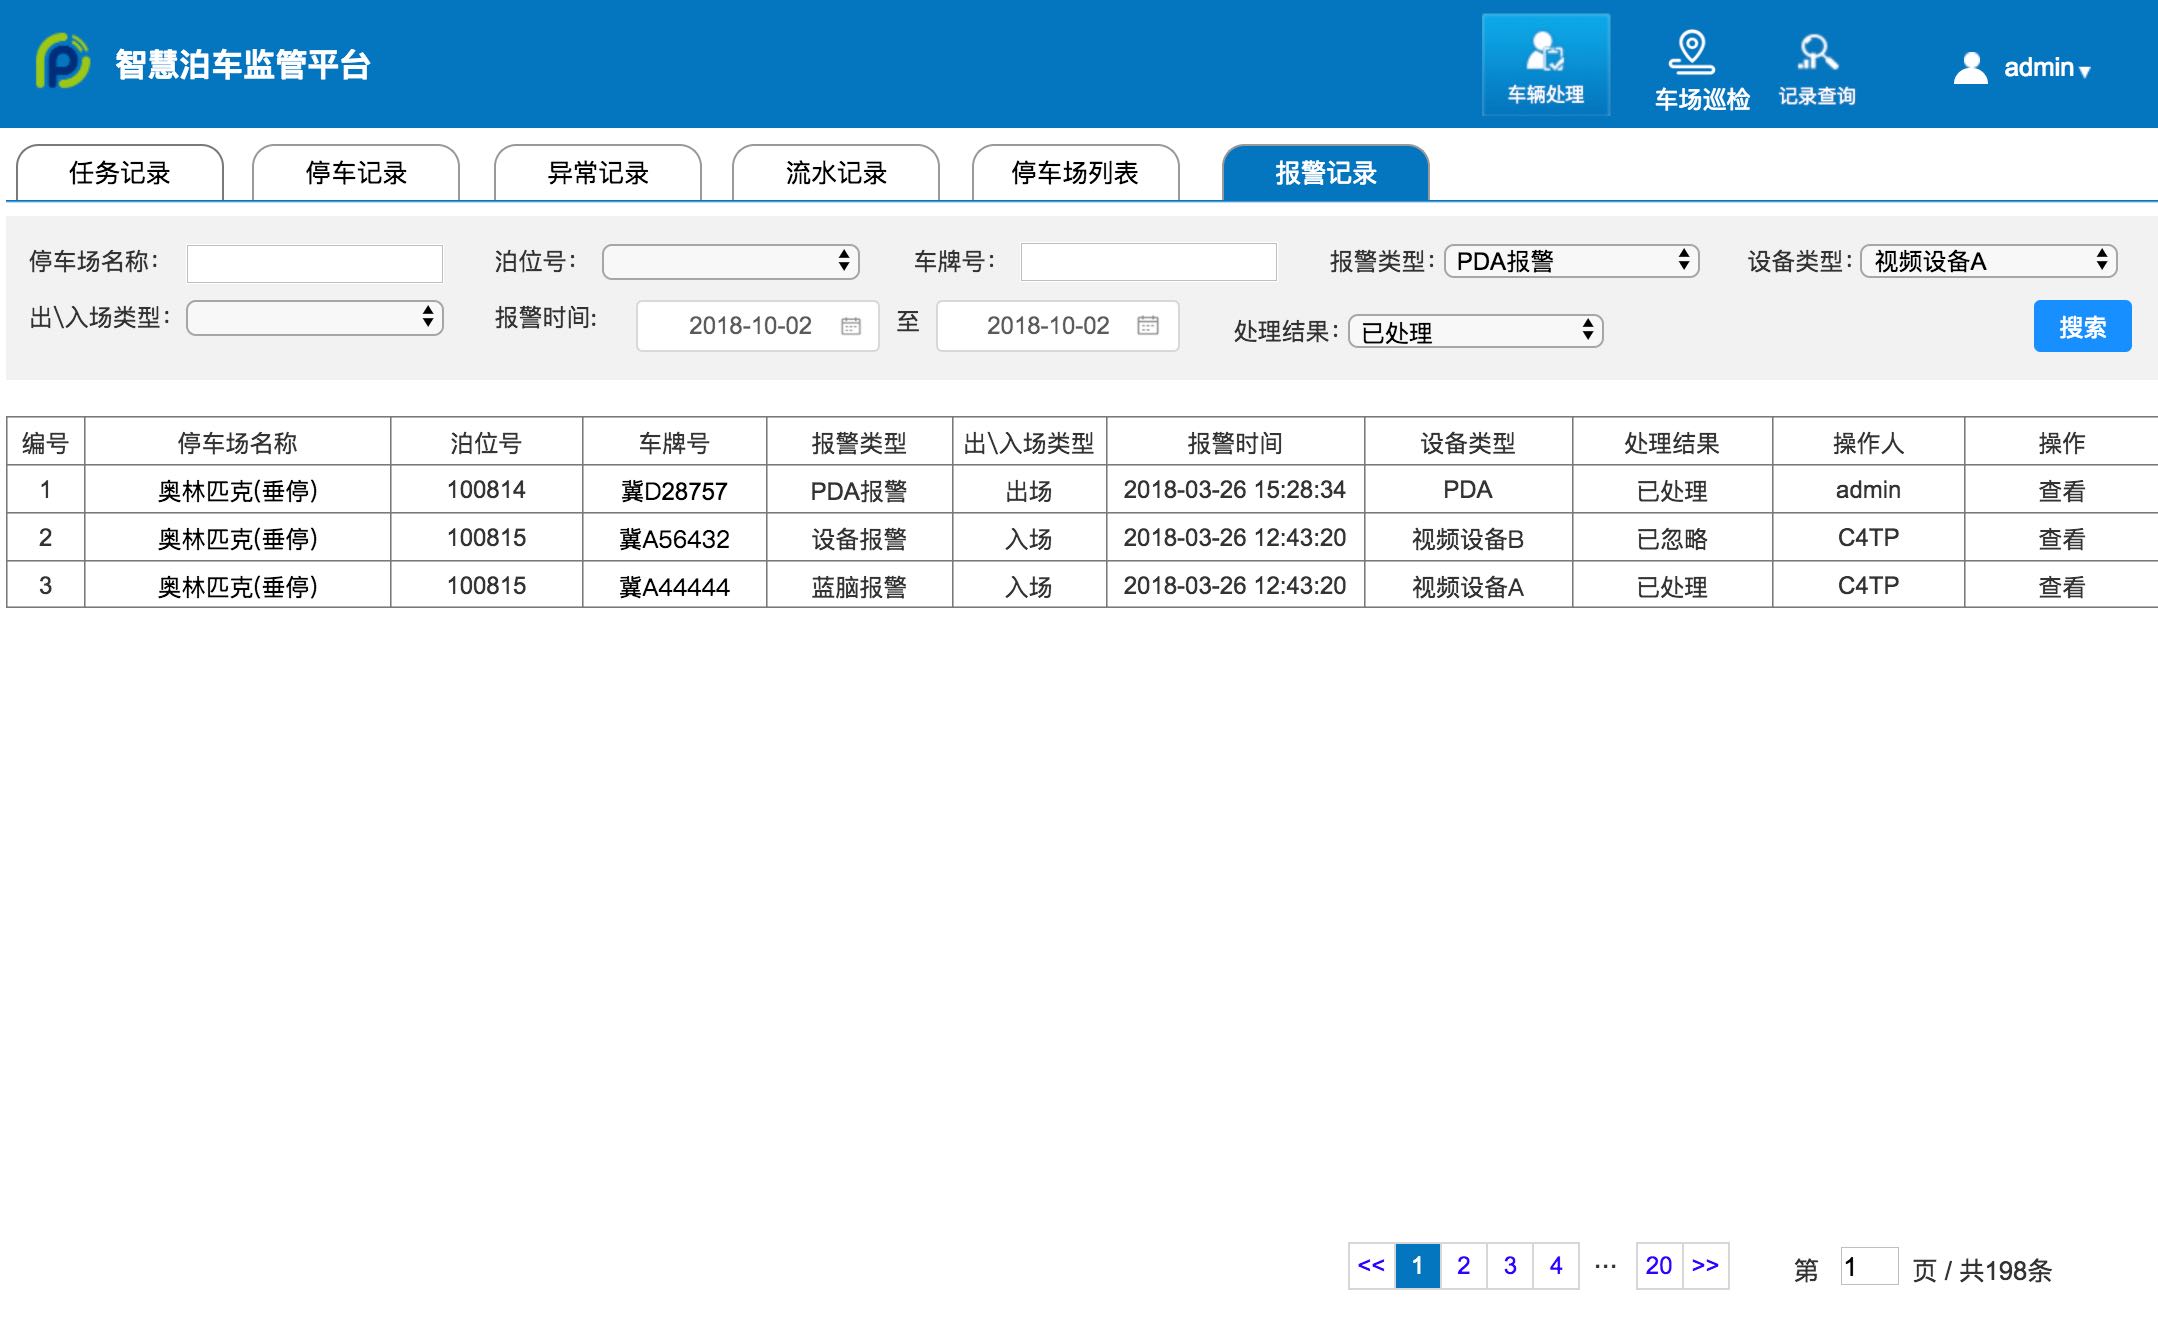 智慧泊车监管平台
车辆处理
车场巡检
记录查询
admin
任务记录 停车记录 异常记录 流水记录 停车场列表 报警记录
停车场名称： 泊位号： 车牌号： 报警类型：PDA报警 设备类型：视频设备A
出\入场类型： 报警时间: 2018-10-02 至 2018-10-02 处理结果：已处理 搜索
编号 停车场名称 泊位号 车牌号 报警类型 出\入场类型 报警时间 设备类型 处理结果 操作人 操作
1 奥林匹克(垂停) 100814 冀D28757 PDA报警 出场 2018-03-26 15:28:34 PDA 已处理 admin 查看
2 奥林匹克(垂停) 100815 冀A56432 设备报警 入场 2018-03-26 12:43:20 视频设备B 已忽略 C4TP 查看
3 奥林匹克(垂停) 100815 冀A44444 蓝脑报警 入场 2018-03-26 12:43:20 视频设备A 已处理 C4TP 查看
<< 1 2 3 4 ... 20 >> 第 1 页 / 共198条